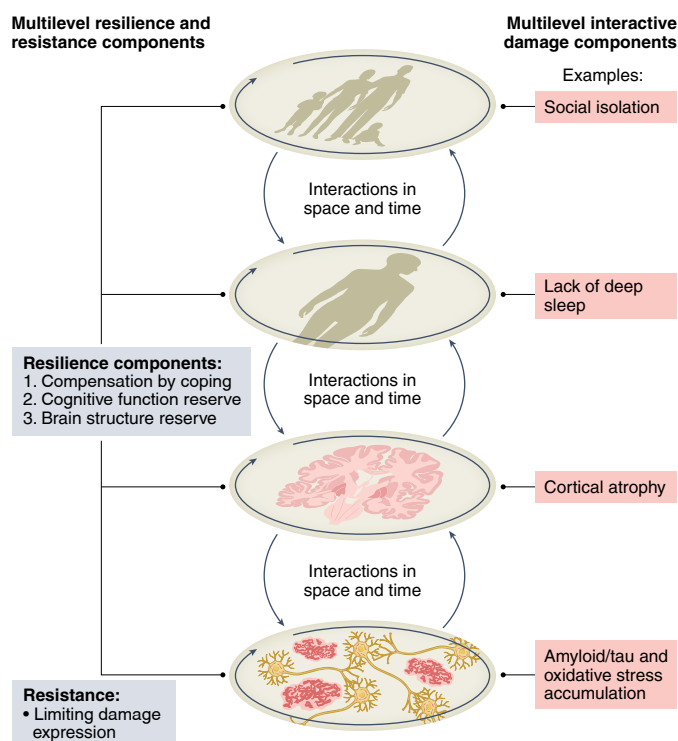 Multilevel resilience and
resistance components
Multilevel interactive
damage components
Examples:
Social isolation
Interactions in
space and time
Lack of deep
sleep
Resilience components:
1. Compensation by coping
2. Cognitive function reserve
3. Brain structure reserve
Interactions in
space and time
Cortical atrophy
Interactions in
space and time
Amyloid/tau and
oxidative stress
accumulation
Resistance:
• Limiting damage
expression